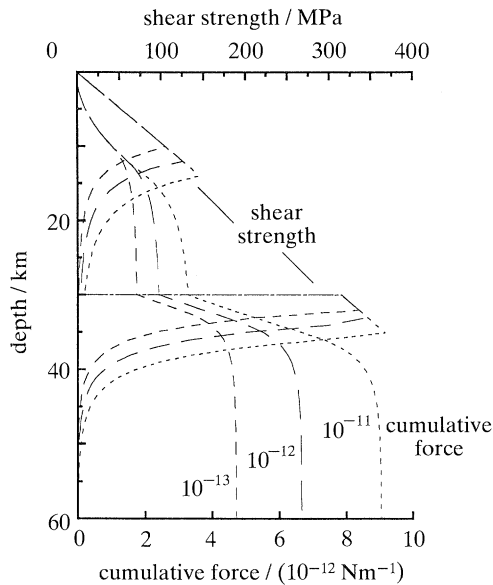 shear strength / MPa
0 100 200 300 400
0
20
shear
strength
depth / km
40
10⁻¹¹ cumulative
force
10⁻¹²
10⁻¹³
60
0 2 4 6 8 10
cumulative force / (10⁻¹² Nm⁻¹)